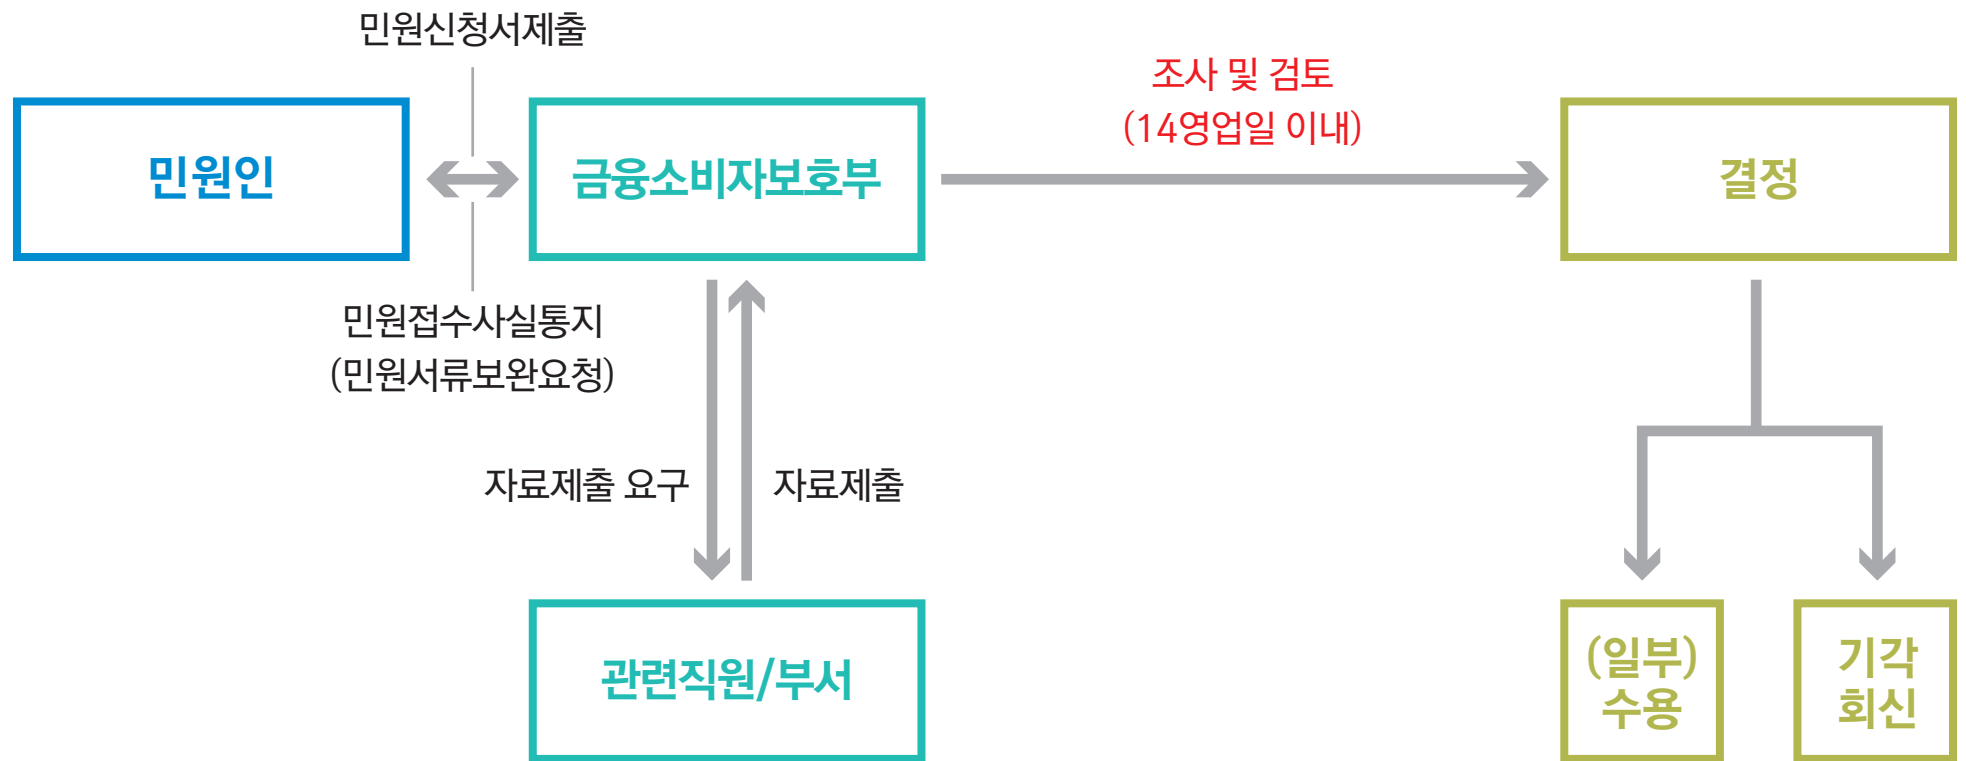 민원신청서제출
조사 및 검토
(14영업일 이내)
민원인
금융소비자보호부
결정
민원접수사실통지
(민원서류보완요청)
자료제출 요구
자료제출
관련직원/부서
(일부)
수용
기각
회신